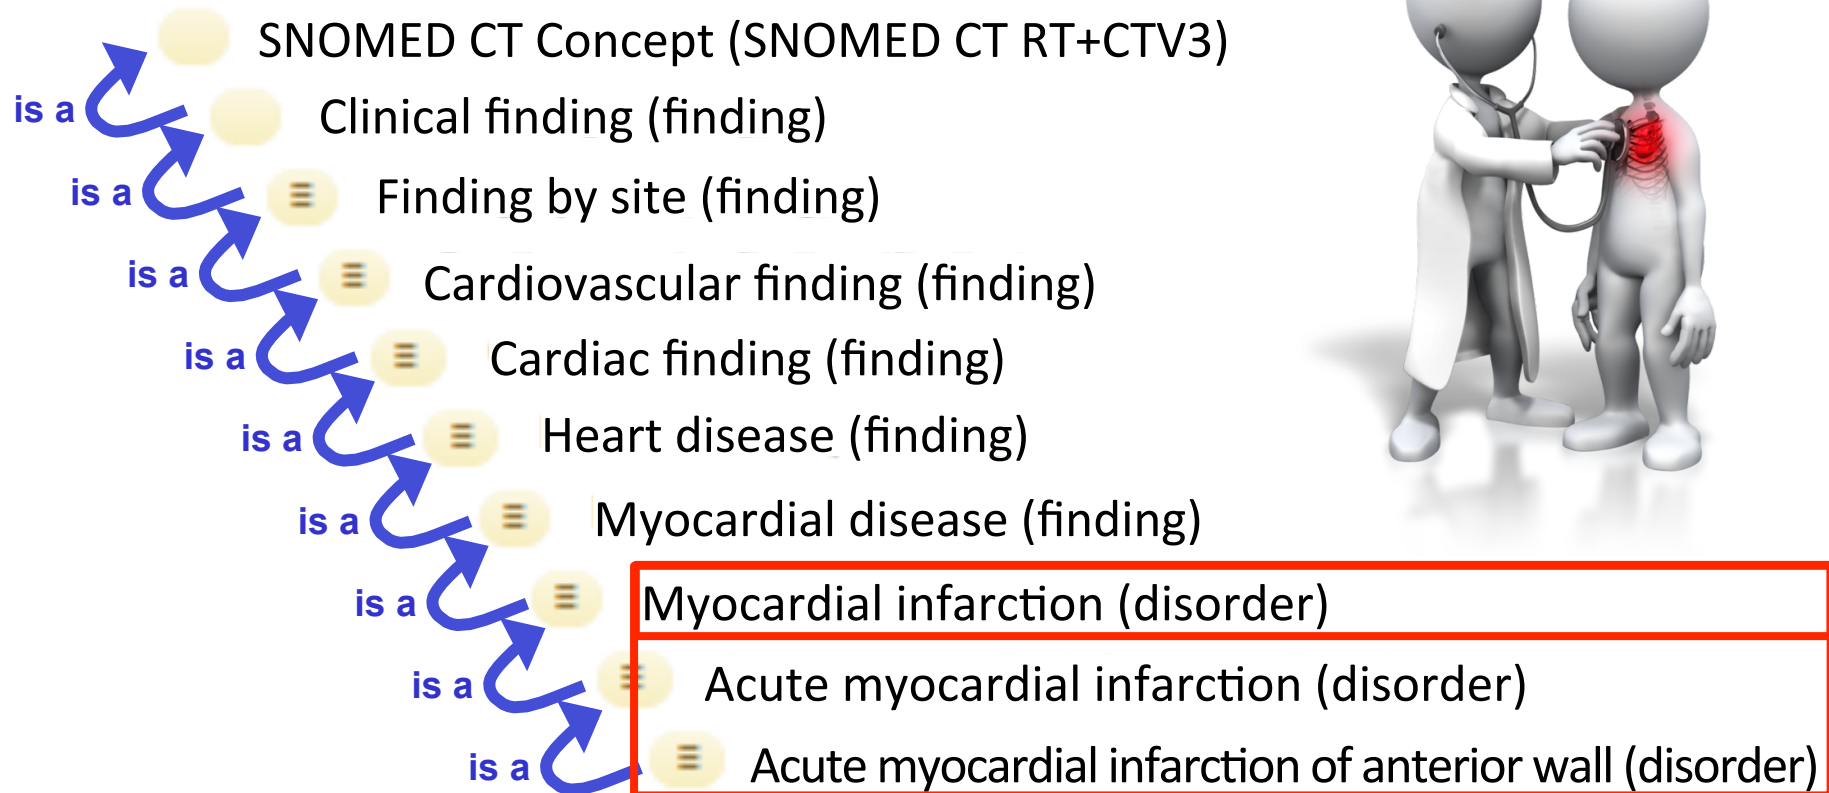 SNOMED CT Concept (SNOMED CT RT+CTV3)
is a
Clinical finding (finding)
is a
Finding by site (finding)
is a
Cardiovascular finding (finding)
is a
Cardiac finding (finding)
is a
Heart disease (finding)
is a
Myocardial disease (finding)
is a
Myocardial infarction (disorder)
is a
Acute myocardial infarction (disorder)
is a
Acute myocardial infarction of anterior wall (disorder)